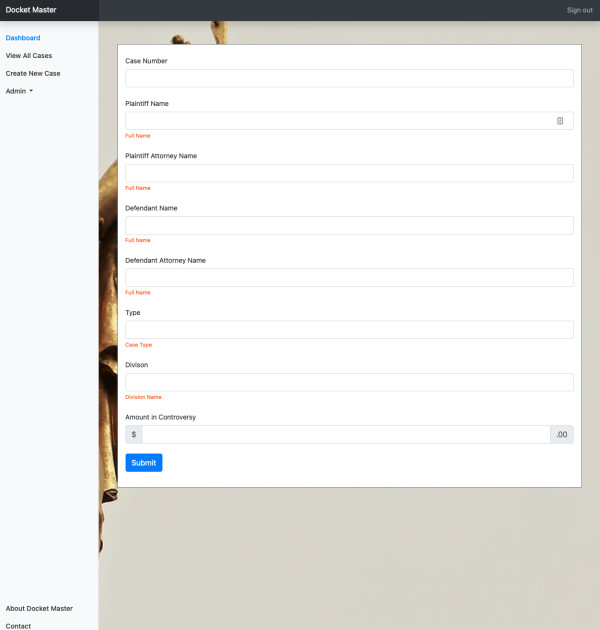 Docket Master
Sign out
Dashboard
View All Cases
Create New Case
Admin
Case Number
Plaintiff Name
Full Name
Plaintiff Attorney Name
Full Name
Defendant Name
Full Name
Defendant Attorney Name
Full Name
Type
Case Type
Divison
Division Name
Amount in Controversy
$ .00
Submit
About Docket Master
Contact